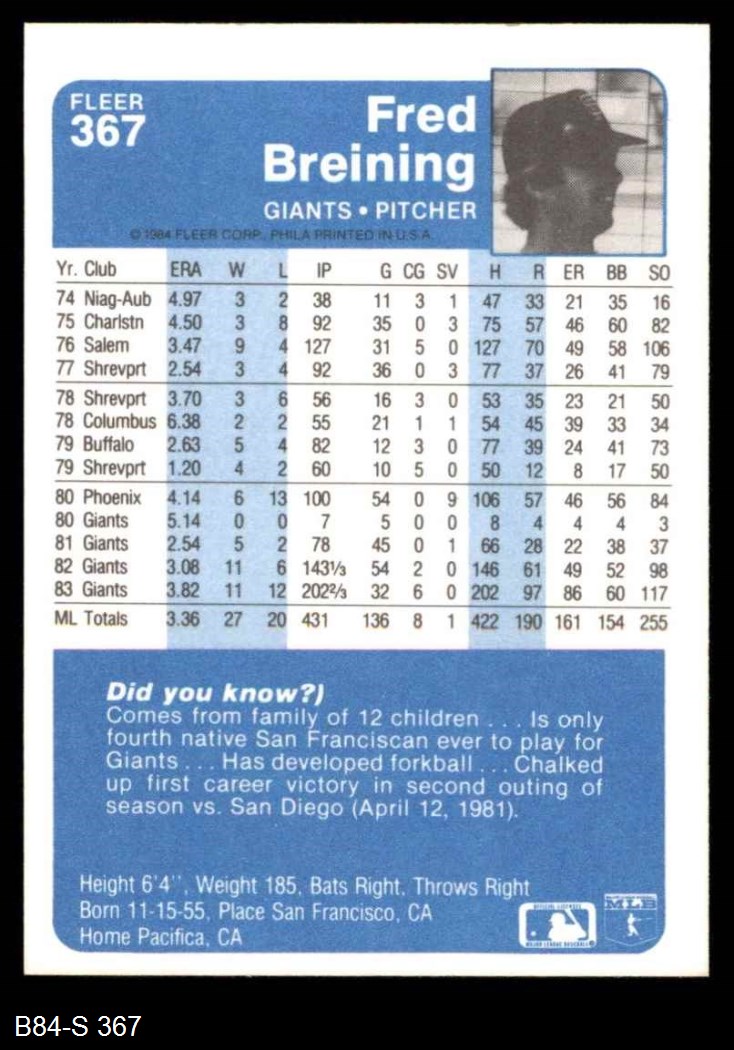 FLEER
367
Fred
Breining
GIANTS • PITCHER
© 1984 FLEER CORP., PHILA PRINTED IN U.S.A.
Yr. Club ERA W L IP G CG SV H R ER BB SO
74 Niag-Aub 4.97 3 2 38 11 3 1 47 33 21 35 16
75 Charlstn 4.50 3 8 92 35 0 3 75 57 46 60 82
76 Salem 3.47 9 4 127 31 5 0 127 70 49 58 106
77 Shrevprt 2.54 3 4 92 36 0 3 77 37 26 41 79
78 Shrevprt 3.70 3 6 56 16 3 0 53 35 23 21 50
78 Columbus 6.38 2 2 55 21 1 1 54 45 39 33 34
79 Buffalo 2.63 5 4 82 12 3 0 77 39 24 41 73
79 Shrevprt 1.20 4 2 60 10 5 0 50 12 8 17 50
80 Phoenix 4.14 6 13 100 54 0 9 106 57 46 56 84
80 Giants 5.14 0 0 7 5 0 0 8 4 4 4 3
81 Giants 2.54 5 2 78 45 0 1 66 28 22 38 37
82 Giants 3.08 11 6 143⅓ 54 2 0 146 61 49 52 98
83 Giants 3.82 11 12 202⅔ 32 6 0 202 97 86 60 117
ML Totals 3.36 27 20 431 136 8 1 422 190 161 154 255
Did you know?)
Comes from family of 12 children . . . Is only
fourth native San Franciscan ever to play for
Giants . . . Has developed forkball . . . Chalked
up first career victory in second outing of
season vs. San Diego (April 12, 1981).
Height 6'4", Weight 185, Bats Right, Throws Right
Born 11-15-55, Place San Francisco, CA
Home Pacifica, CA
OFFICIAL LICENSEE
MAJOR LEAGUE BASEBALL
MLB
B84-S 367